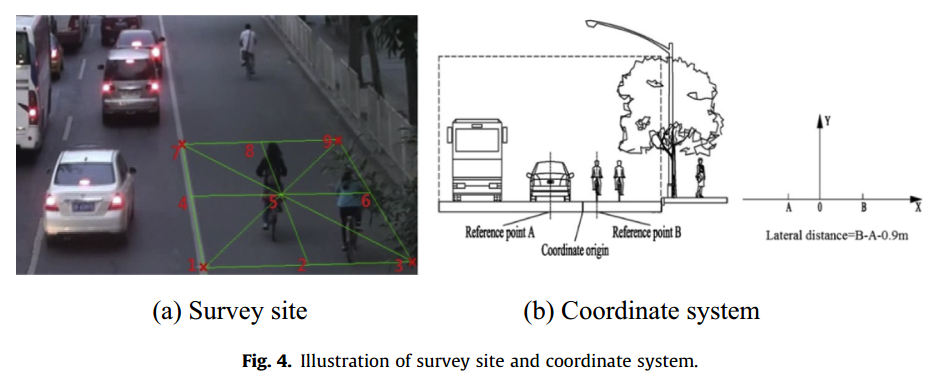 7 8 9
4 5 6
1 2 3
Reference point A
Coordinate origin
Reference point B
Y
A 0 B X
Lateral distance=B-A-0.9m
(a) Survey site
(b) Coordinate system
Fig. 4. Illustration of survey site and coordinate system.